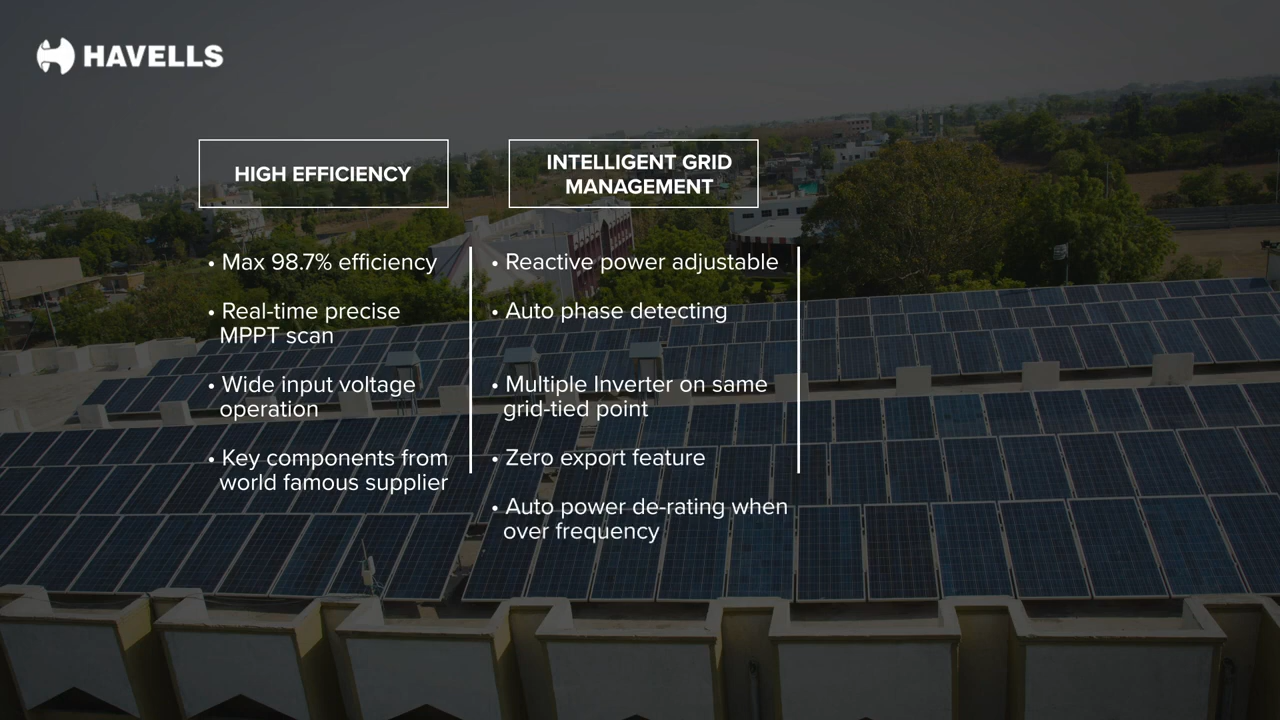 HAVELLS
HIGH EFFICIENCY
• Max 98.7% efficiency
• Real-time precise
MPPT scan
• Wide input voltage
operation
• Key components from
world famous supplier
INTELLIGENT GRID
MANAGEMENT
• Reactive power adjustable
• Auto phase detecting
• Multiple Inverter on same
grid-tied point
• Zero export feature
• Auto power de-rating when
over frequency